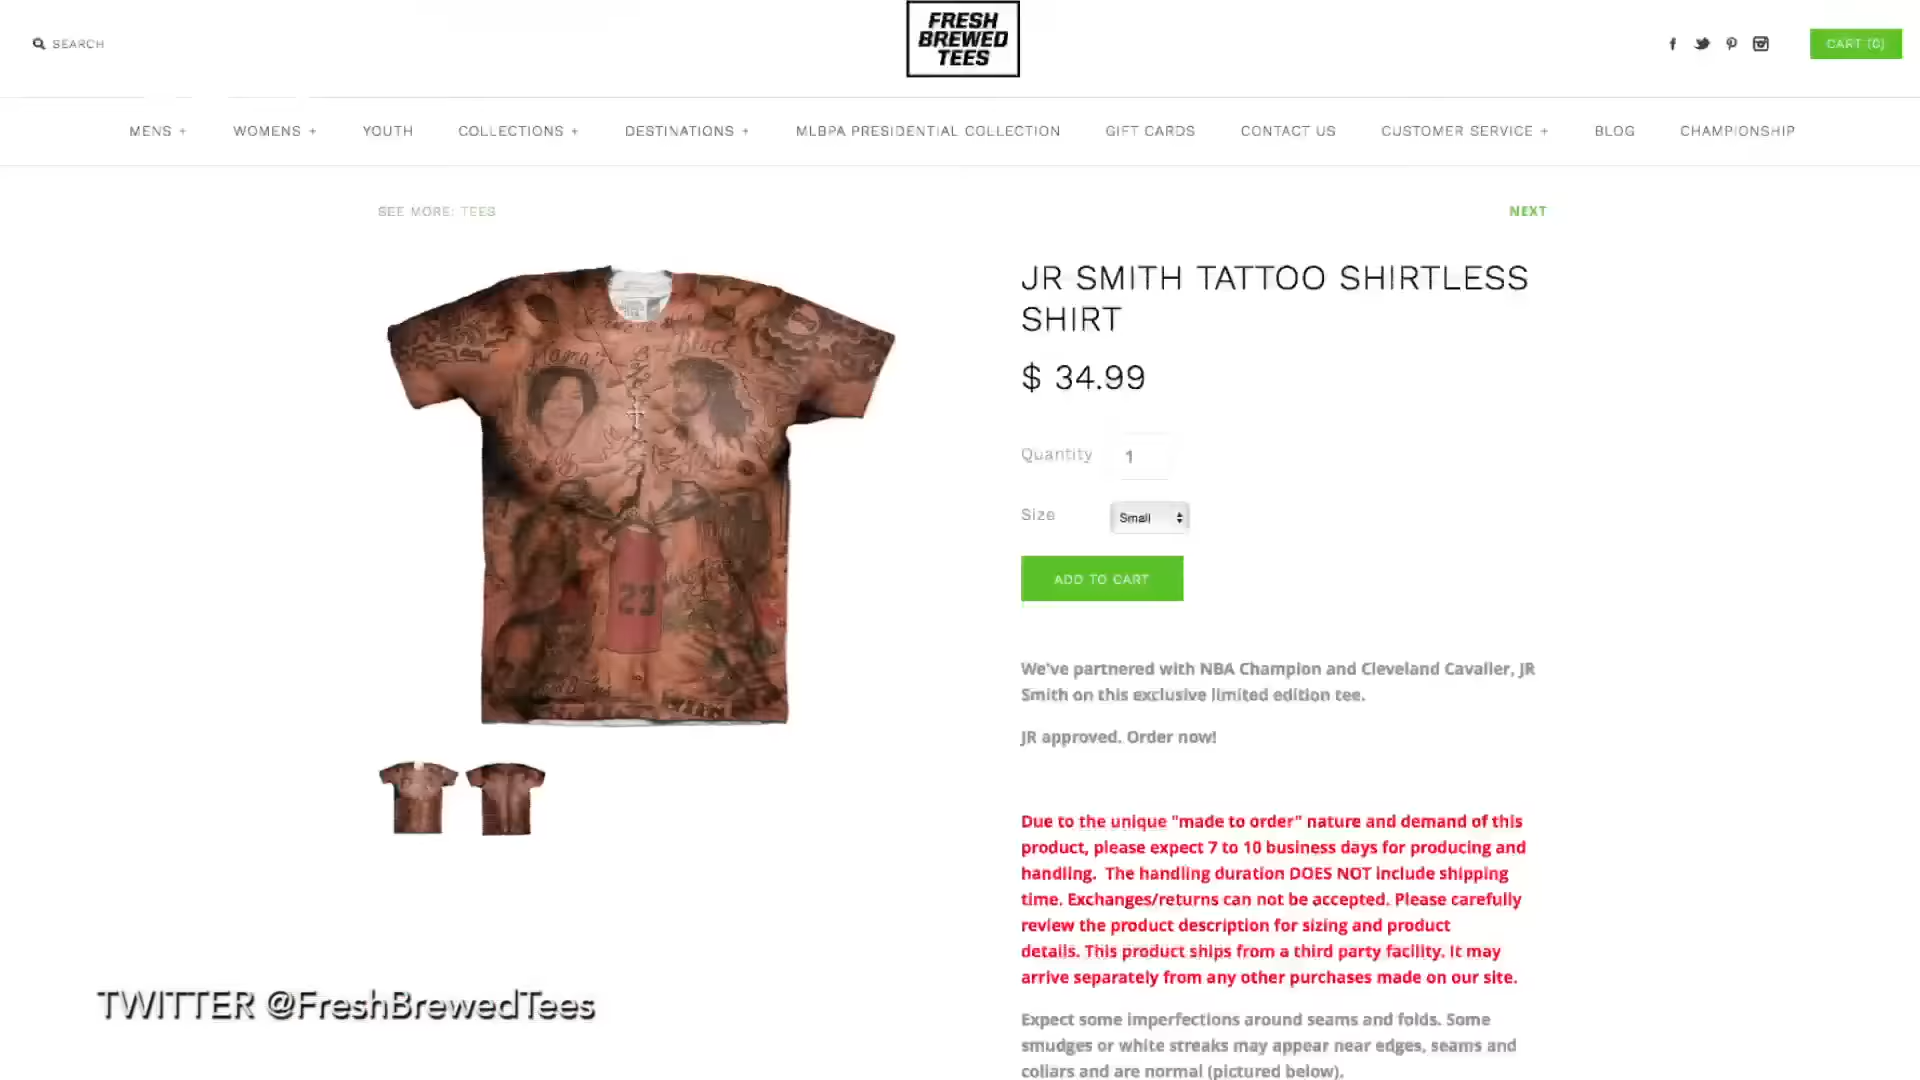 SEARCH
FRESH
BREWED
TEES
CART (0)
MENS +
WOMENS +
YOUTH
COLLECTIONS +
DESTINATIONS +
MLBPA PRESIDENTIAL COLLECTION
GIFT CARDS
CONTACT US
CUSTOMER SERVICE +
BLOG
CHAMPIONSHIP
SEE MORE: TEES
NEXT
Mama's
Block
23
JR SMITH TATTOO SHIRTLESS
SHIRT
$ 34.99
Quantity 1
Size Small
ADD TO CART
We've partnered with NBA Champion and Cleveland Cavalier, JR
Smith on this exclusive limited edition tee.
JR approved. Order now!
Due to the unique "made to order" nature and demand of this
product, please expect 7 to 10 business days for producing and
handling. The handling duration DOES NOT include shipping
time. Exchanges/returns can not be accepted. Please carefully
review the product description for sizing and product
details. This product ships from a third party facility. It may
arrive separately from any other purchases made on our site.
Expect some imperfections around seams and folds. Some
smudges or white streaks may appear near edges, seams and
collars and are normal (pictured below).
TWITTER @FreshBrewedTees